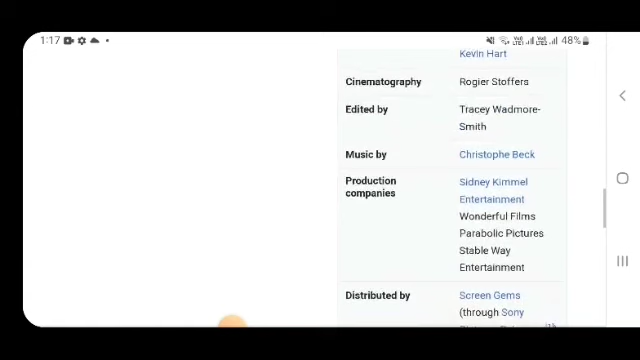 1:17 48%
Kevin Hart
Cinematography Rogier Stoffers
Edited by Tracey Wadmore-
Smith
Music by Christophe Beck
Production Sidney Kimmel
companies Entertainment
Wonderful Films
Parabolic Pictures
Stable Way
Entertainment
Distributed by Screen Gems
(through Sony